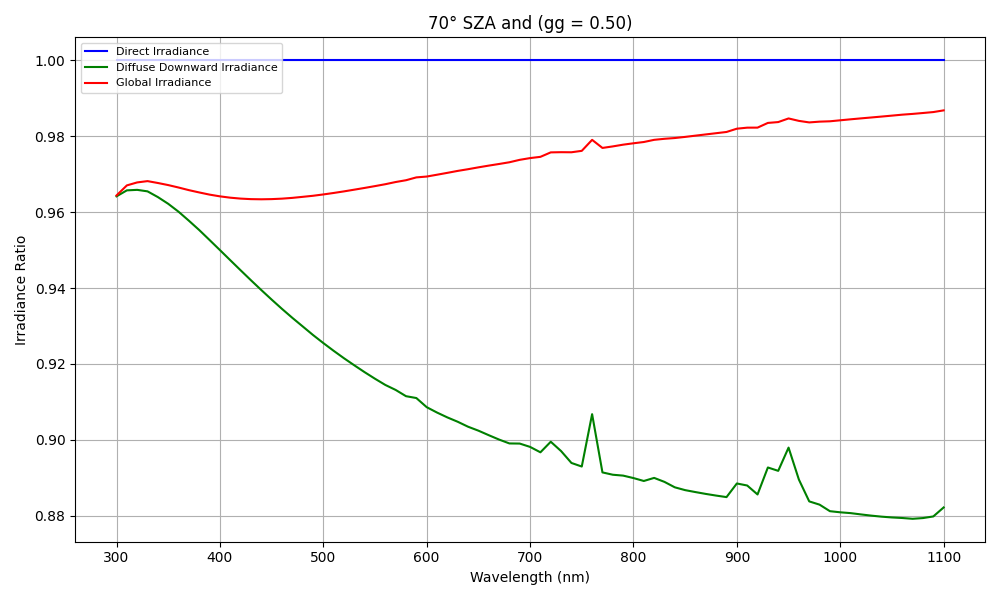 70° SZA and (gg = 0.50)
Direct Irradiance
Diffuse Downward Irradiance
Global Irradiance
Irradiance Ratio
1.00
0.98
0.96
0.94
0.92
0.90
0.88
300 400 500 600 700 800 900 1000 1100
Wavelength (nm)